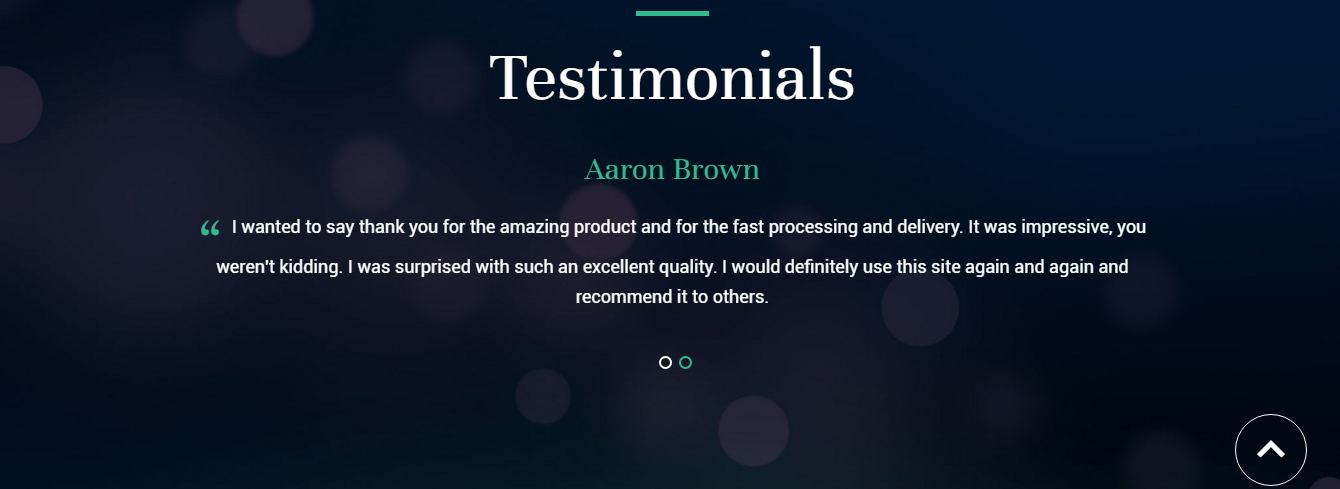 Testimonials
Aaron Brown
“ I wanted to say thank you for the amazing product and for the fast processing and delivery. It was impressive, you
weren't kidding. I was surprised with such an excellent quality. I would definitely use this site again and again and
recommend it to others.